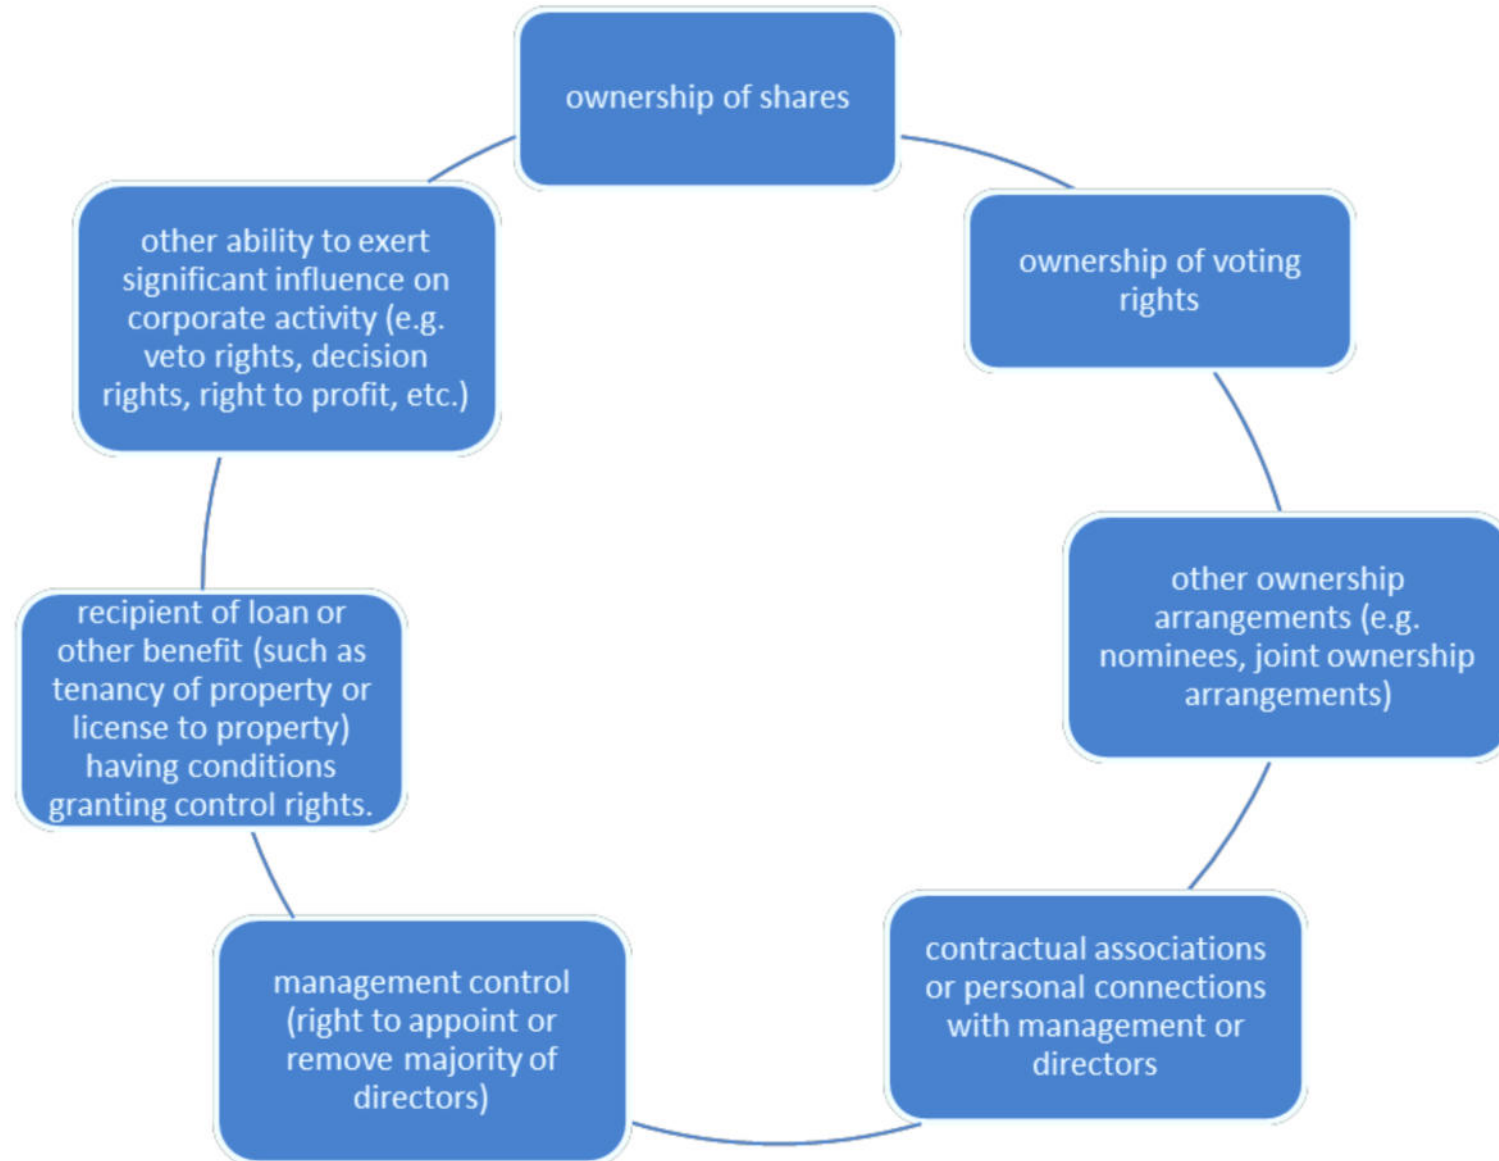 ownership of shares
ownership of voting
rights
other ownership
arrangements (e.g.
nominees, joint ownership
arrangements)
contractual associations
or personal connections
with management or
directors
management control
(right to appoint or
remove majority of
directors)
recipient of loan or
other benefit (such as
tenancy of property or
license to property)
having conditions
granting control rights.
other ability to exert
significant influence on
corporate activity (e.g.
veto rights, decision
rights, right to profit, etc.)